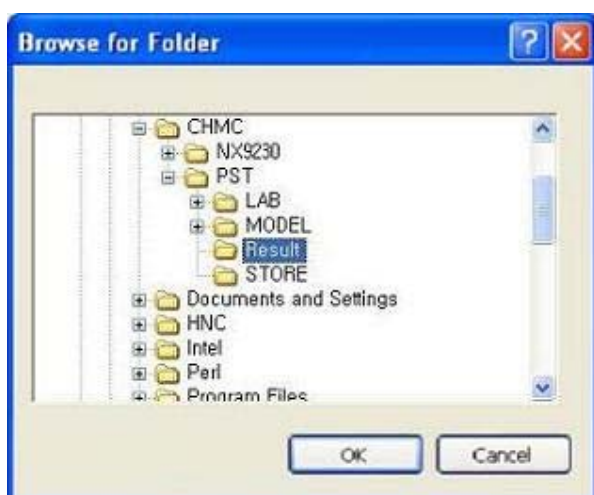 Browse for Folder
CHMC
NX9230
PST
LAB
MODEL
Result
STORE
Documents and Settings
HNC
Intel
Perl
Program Files
OK Cancel